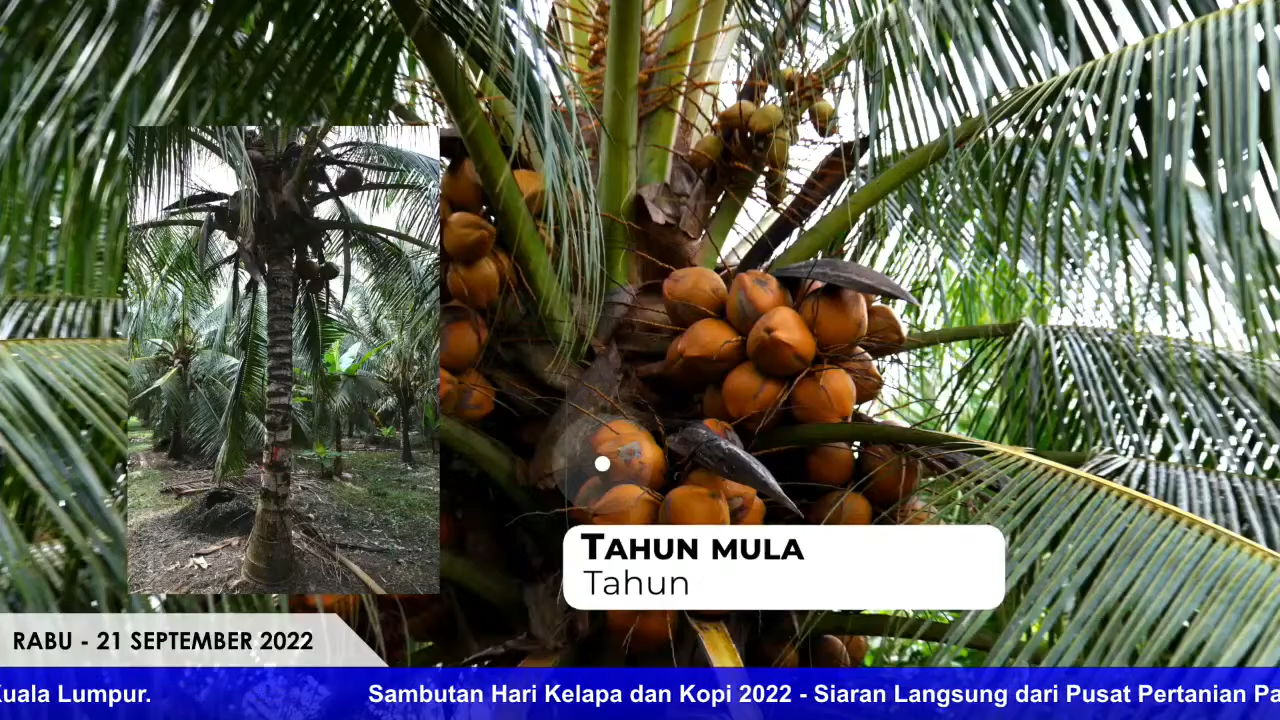 TAHUN MULA
Tahun
RABU - 21 SEPTEMBER 2022
Kuala Lumpur.
Sambutan Hari Kelapa dan Kopi 2022 - Siaran Langsung dari Pusat Pertanian